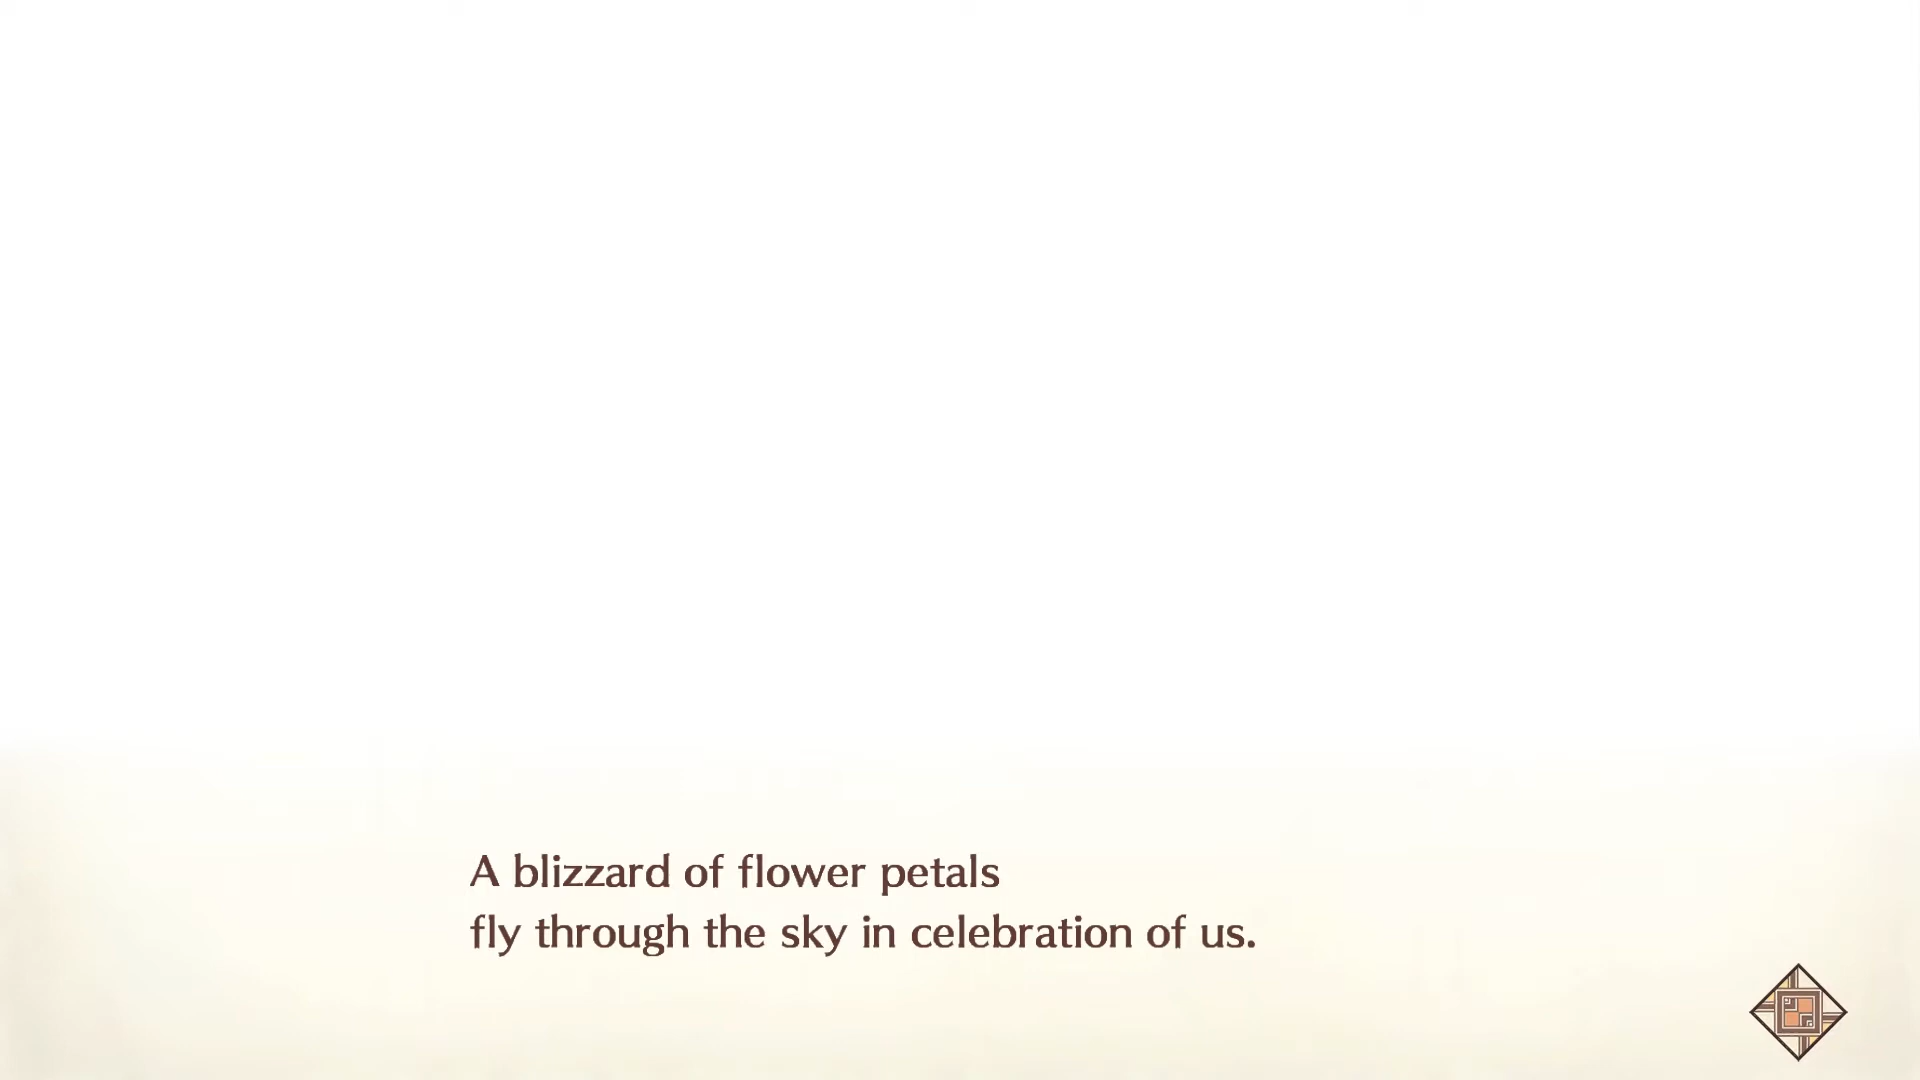 A blizzard of flower petals
fly through the sky in celebration of us.